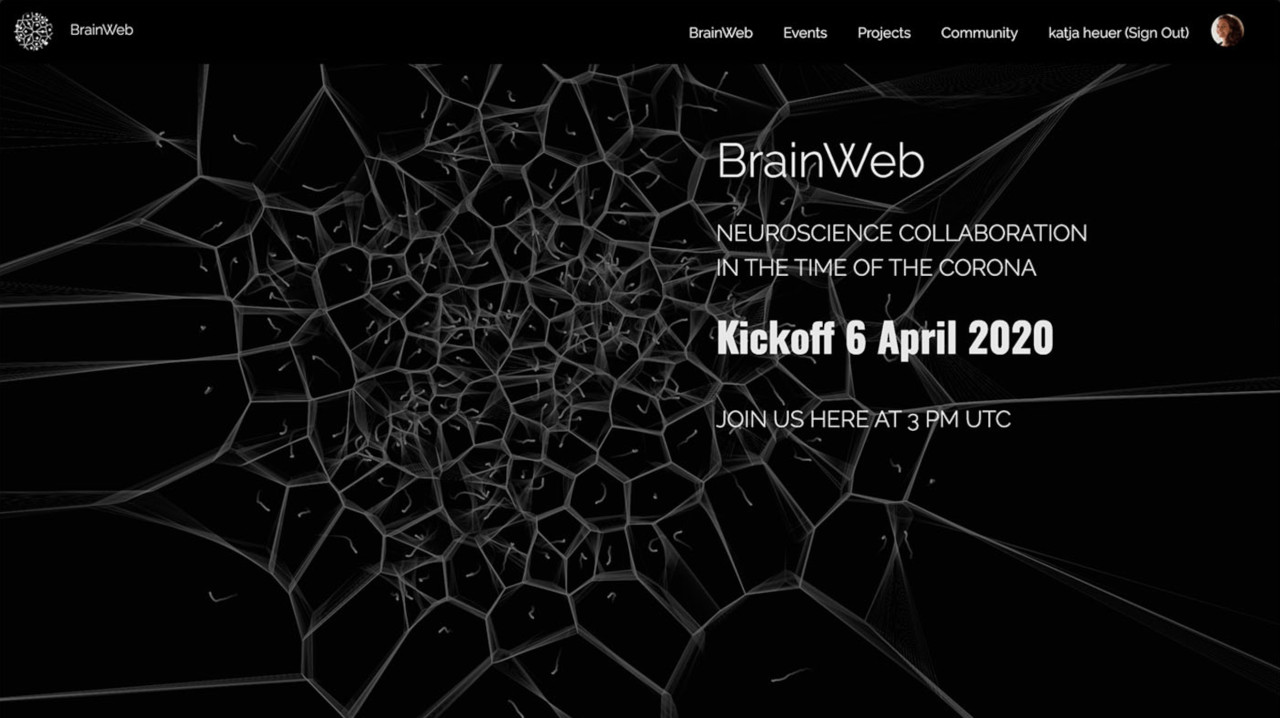 BrainWeb
BrainWeb Events Projects Community katja heuer (Sign Out)
BrainWeb
NEUROSCIENCE COLLABORATION
IN THE TIME OF THE CORONA
Kickoff 6 April 2020
JOIN US HERE AT 3 PM UTC